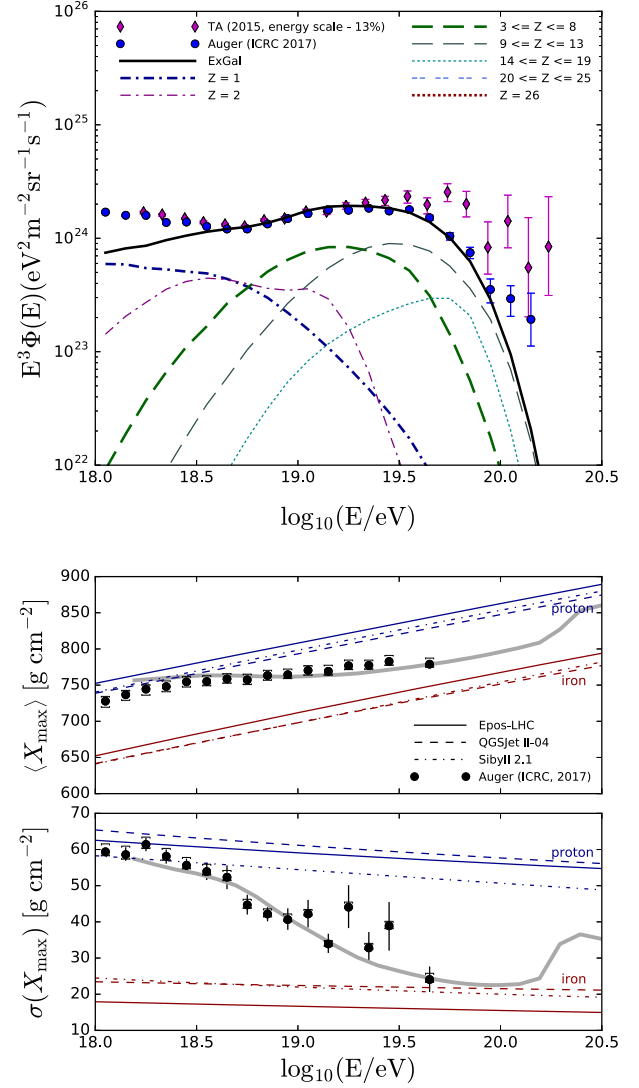 TA (2015, energy scale - 13%)
Auger (ICRC 2017)
ExGal
Z = 1
Z = 2
3 <= Z <= 8
9 <= Z <= 13
14 <= Z <= 19
20 <= Z <= 25
Z = 26
10^26
10^25
10^24
10^23
10^22
E^3Φ(E)(eV^2m^−2sr^−1s^−1)
18.0 18.5 19.0 19.5 20.0 20.5
log_10(E/eV)
900
850
800
750
700
650
600
⟨X_max⟩ [g cm^−2]
proton
iron
Epos-LHC
QGSJet II-04
Sibyll 2.1
Auger (ICRC, 2017)
70
60
50
40
30
20
10
σ(X_max) [g cm^−2]
proton
iron
18.0 18.5 19.0 19.5 20.0 20.5
log_10(E/eV)